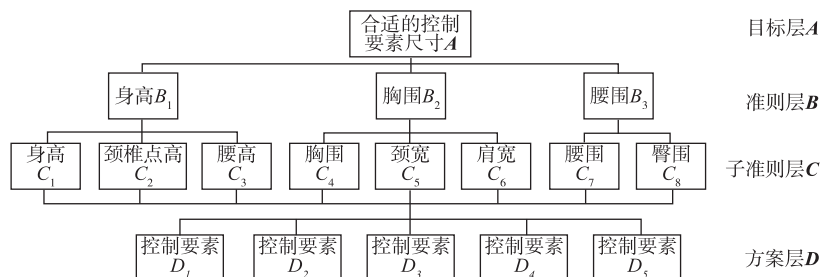 合适的控制
要素尺寸A
目标层A
身高B₁
胸围B₂
腰围B₃
准则层B
身高
C₁
颈椎点高
C₂
腰高
C₃
胸围
C₄
颈宽
C₅
肩宽
C₆
腰围
C₇
臀围
C₈
子准则层C
控制要素
D₁
控制要素
D₂
控制要素
D₃
控制要素
D₄
控制要素
D₅
方案层D